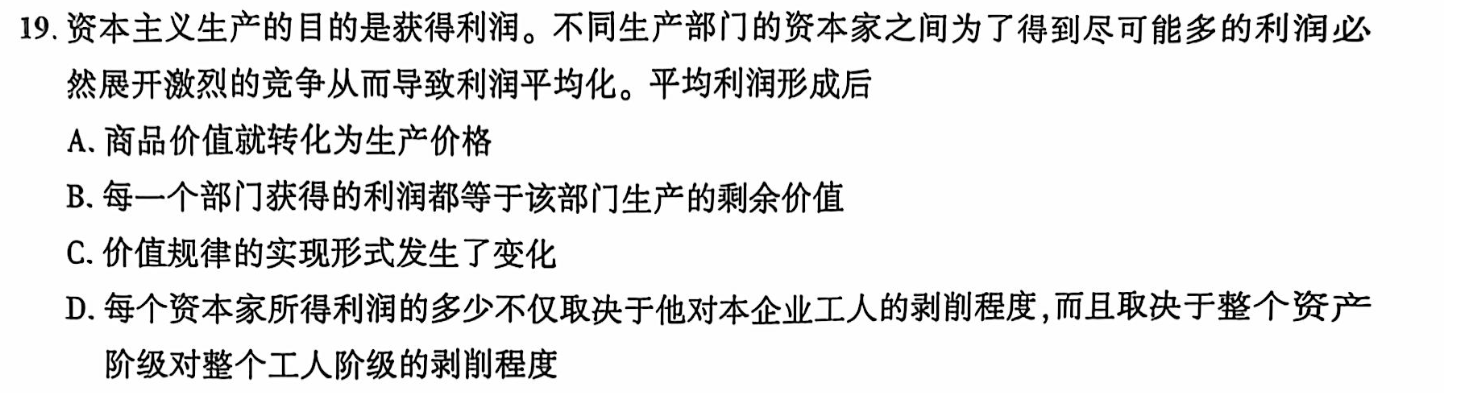 19. 资本主义生产的目的是获得利润。不同生产部门的资本家之间为了得到尽可能多的利润必
然展开激烈的竞争从而导致利润平均化。平均利润形成后
A. 商品价值就转化为生产价格
B. 每一个部门获得的利润都等于该部门生产的剩余价值
C. 价值规律的实现形式发生了变化
D. 每个资本家所得利润的多少不仅取决于他对本企业工人的剥削程度,而且取决于整个资产
阶级对整个工人阶级的剥削程度